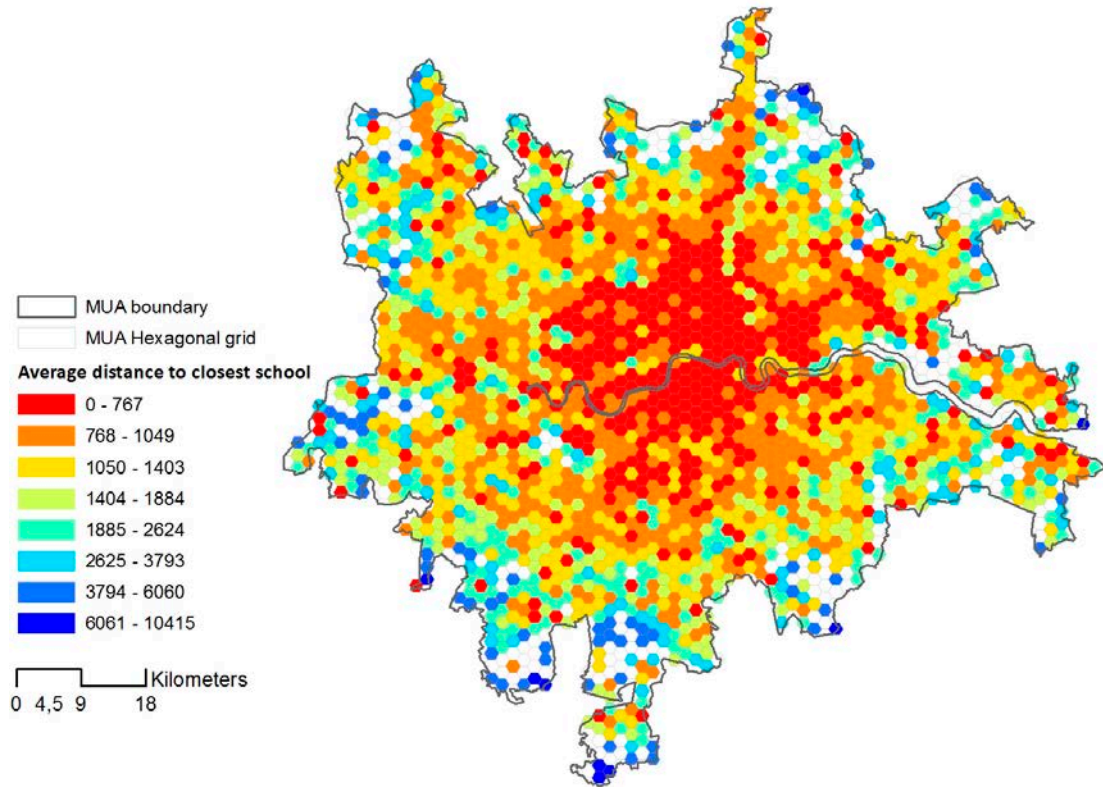 MUA boundary
MUA Hexagonal grid
Average distance to closest school
0 - 767
768 - 1049
1050 - 1403
1404 - 1884
1885 - 2624
2625 - 3793
3794 - 6060
6061 - 10415
Kilometers
0 4,5 9 18